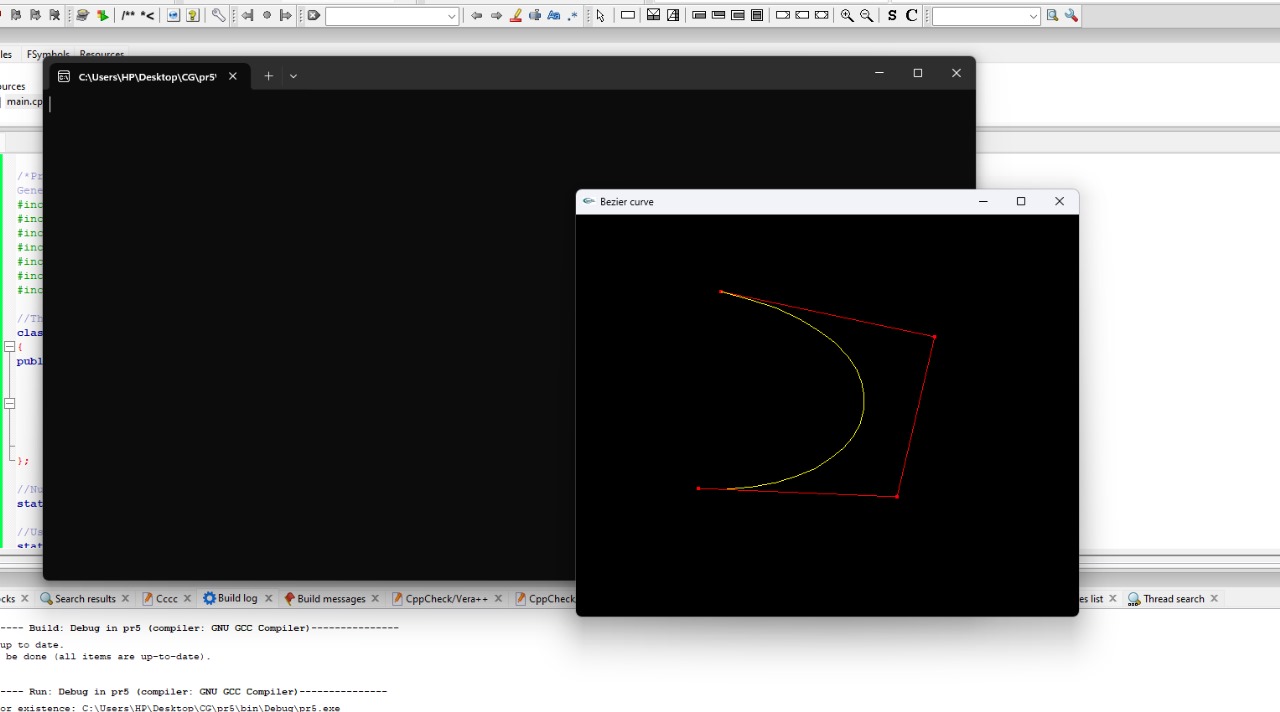 /** *<
S C
les FSymbols Resources
ources
main.cp
C:\Users\HP\Desktop\CG\pr5\
Bezier curve
/*Pr
Gene
#inc
#inc
#inc
#inc
#inc
#inc
#inc
//Th
clas
{
publ
};
//Nu
stat
//Us
stat
ocks Search results Cccc Build log Build messages CppCheck/Vera++ CppCheck es list Thread search
---- Build: Debug in pr5 (compiler: GNU GCC Compiler)---------------
up to date.
be done (all items are up-to-date).
---- Run: Debug in pr5 (compiler: GNU GCC Compiler)---------------
or existence: C:\Users\HP\Desktop\CG\pr5\bin\Debug\pr5.exe